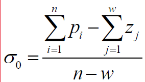 σ₀ = (∑_{i=1}^{n} p_i − ∑_{j=1}^{w} z_j) / (n − w)